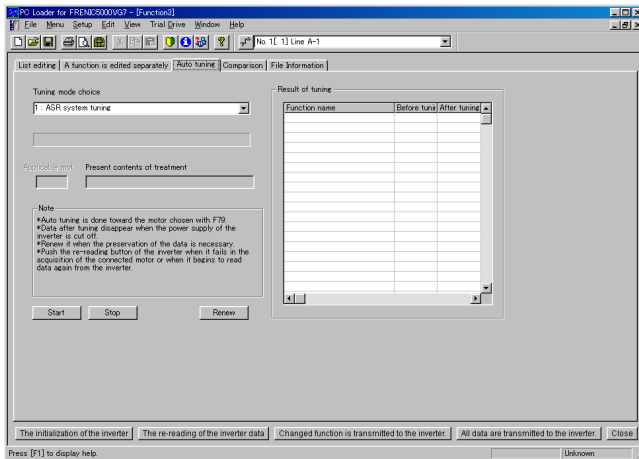 PC Loader for FRENIC5000VG7 - [Function3]
File Menu Setup Edit View Trial Drive Window Help
No. 1[ 1] Line A-1
List editing A function is edited separately Auto tuning Comparison File Information
Tuning mode choice
1 : ASR system tuning
Applicable mot. Present contents of treatment
Note
*Auto tuning is done toward the motor chosen with F79.
*Data after tuning disappear when the power supply of the
inverter is cut off.
*Renew it when the preservation of the data is necessary.
*Push the re-reading button of the inverter when it fails in the
acquisition of the connected motor or when it begins to read
data again from the inverter.
Start Stop Renew
Result of tuning
Function name Before tunir After tuning
The initialization of the inverter The re-reading of the inverter data Changed function is transmitted to the inverter. All data are transmitted to the inverter. Close
Press [F1] to display help. Unknown